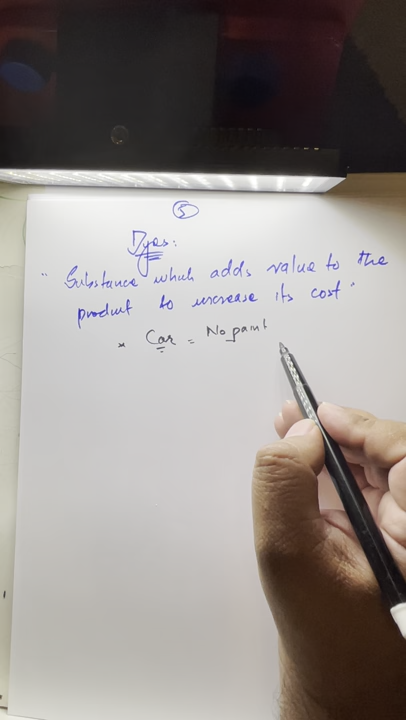 5
Dyes:
" Substance which adds value to the
product to increase its cost"
* Car = No paint